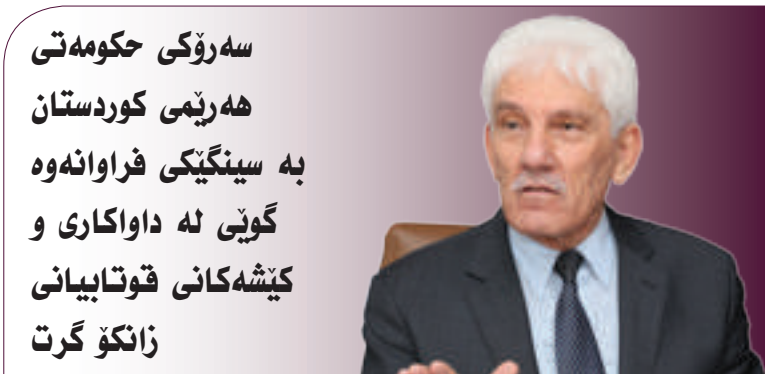 سەرۆکی حکومەتی
هەرێمی کوردستان
بە سینگێکی فراوانەوە
گوێی لە داواکاری و
کێشەکانی قوتابیانی
زانکۆ گرت